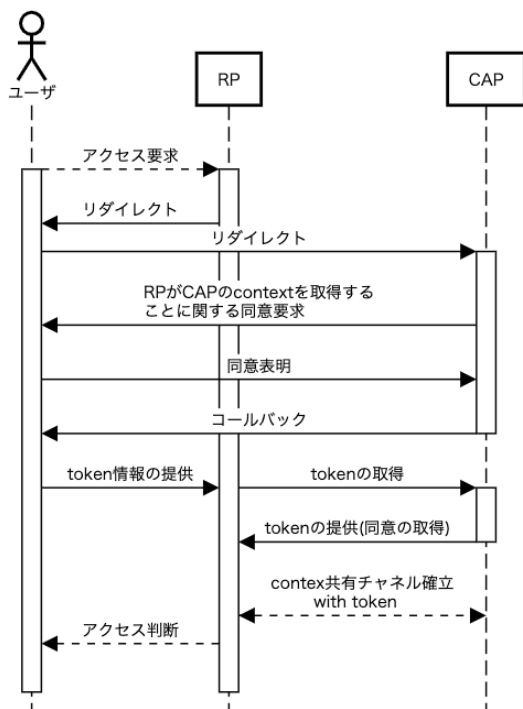 ユーザ
RP
CAP
アクセス要求
リダイレクト
リダイレクト
RPがCAPのcontextを取得する
ことに関する同意要求
同意表明
コールバック
token情報の提供
tokenの取得
tokenの提供(同意の取得)
contex共有チャネル確立
with token
アクセス判断